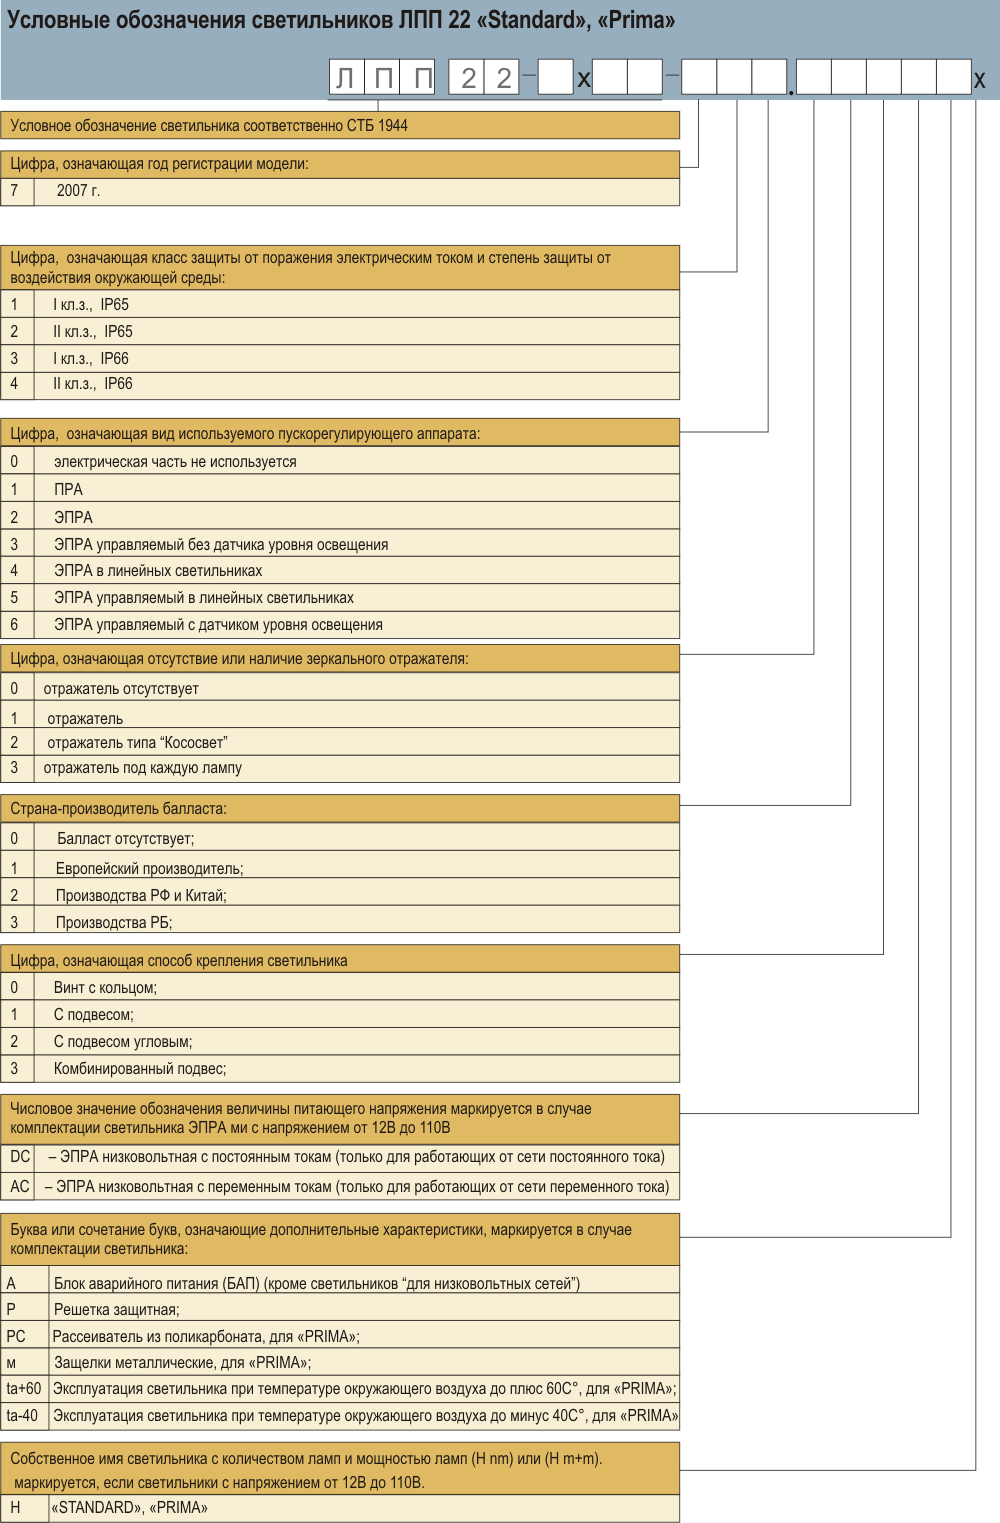 Условные обозначения светильников ЛПП 22 «Standard», «Prima»
Л П П 2 2 – х – . х
Условное обозначение светильника соответственно СТБ 1944
Цифра, означающая год регистрации модели:
7 2007 г.
Цифра, означающая класс защиты от поражения электрическим током и степень защиты от
воздействия окружающей среды:
1 I кл.з., IP65
2 II кл.з., IP65
3 I кл.з., IP66
4 II кл.з., IP66
Цифра, означающая вид используемого пускорегулирующего аппарата:
0 электрическая часть не используется
1 ПРА
2 ЭПРА
3 ЭПРА управляемый без датчика уровня освещения
4 ЭПРА в линейных светильниках
5 ЭПРА управляемый в линейных светильниках
6 ЭПРА управляемый с датчиком уровня освещения
Цифра, означающая отсутствие или наличие зеркального отражателя:
0 отражатель отсутствует
1 отражатель
2 отражатель типа “Кососвет”
3 отражатель под каждую лампу
Страна-производитель балласта:
0 Балласт отсутствует;
1 Европейский производитель;
2 Производства РФ и Китай;
3 Производства РБ;
Цифра, означающая способ крепления светильника
0 Винт с кольцом;
1 С подвесом;
2 С подвесом угловым;
3 Комбинированный подвес;
Числовое значение обозначения величины питающего напряжения маркируется в случае
комплектации светильника ЭПРА ми с напряжением от 12В до 110В
DC – ЭПРА низковольтная с постоянным токам (только для работающих от сети постоянного тока)
AC – ЭПРА низковольтная с переменным токам (только для работающих от сети переменного тока)
Буква или сочетание букв, означающие дополнительные характеристики, маркируется в случае
комплектации светильника:
А Блок аварийного питания (БАП) (кроме светильников “для низковольтных сетей”)
Р Решетка защитная;
РС Рассеиватель из поликарбоната, для «PRIMA»;
м Защелки металлические, для «PRIMA»;
ta+60 Эксплуатация светильника при температуре окружающего воздуха до плюс 60С°, для «PRIMA»;
ta-40 Эксплуатация светильника при температуре окружающего воздуха до минус 40С°, для «PRIMA»
Собственное имя светильника с количеством ламп и мощностью ламп (H nm) или (H m+m).
маркируется, если светильники с напряжением от 12В до 110В.
Н «STANDARD», «PRIMA»